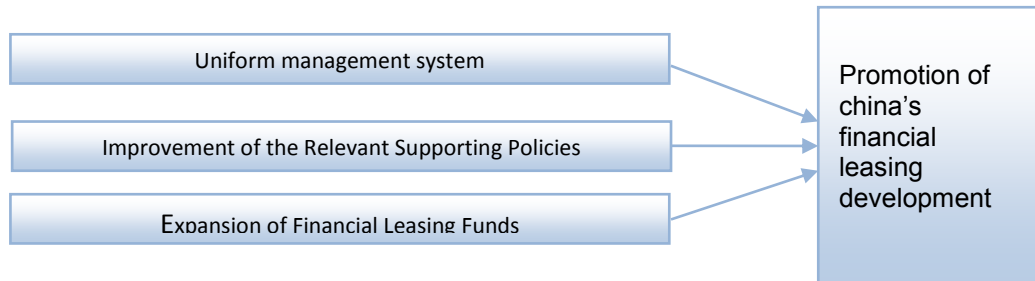 Uniform management system
Improvement of the Relevant Supporting Policies
Expansion of Financial Leasing Funds
Promotion of
china's
financial
leasing
development